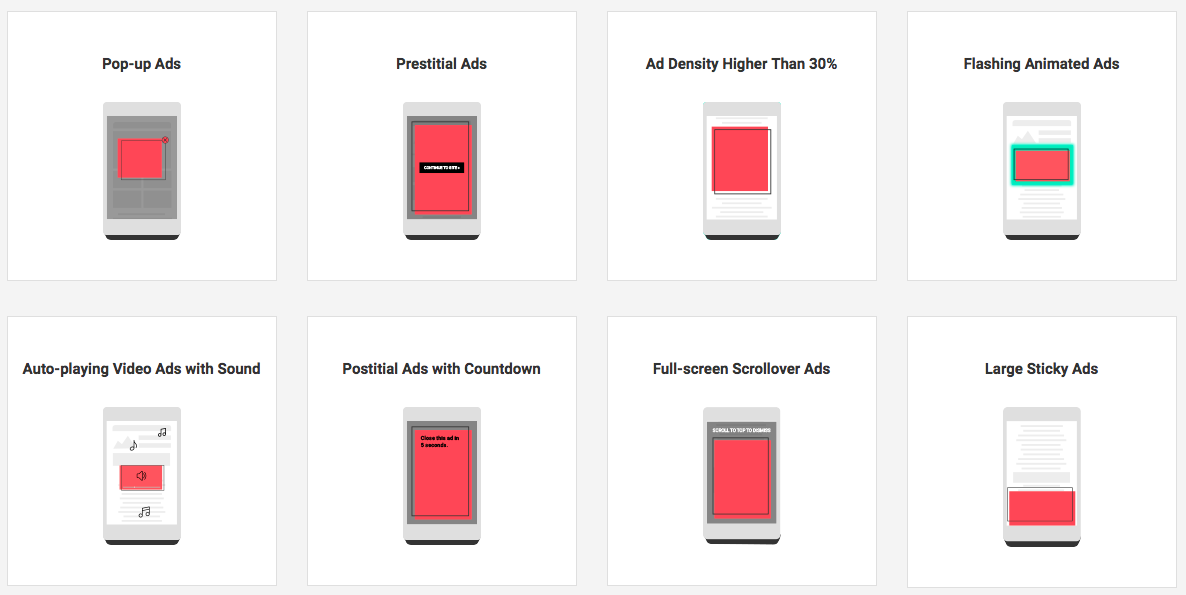 Pop-up Ads
Prestitial Ads
Ad Density Higher Than 30%
Flashing Animated Ads
CONTINUE TO SITE
Auto-playing Video Ads with Sound
Postitial Ads with Countdown
Full-screen Scrollover Ads
Large Sticky Ads
Close this ad in
5 seconds.
SCROLL TO TOP TO DISMISS